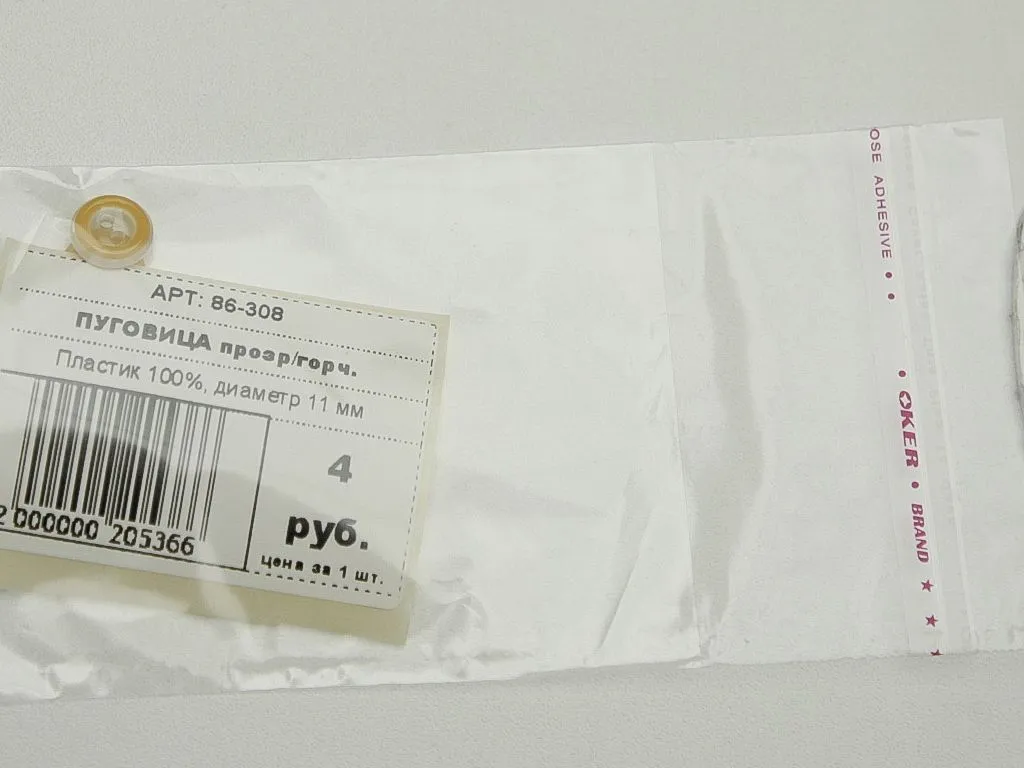 АРТ: 86-308
ПУГОВИЦА прозр/горч.
Пластик 100%, диаметр 11 мм
4
руб.
цена за 1 шт.
2 000000 205366
OSE ADHESIVE
OKER • BRAND